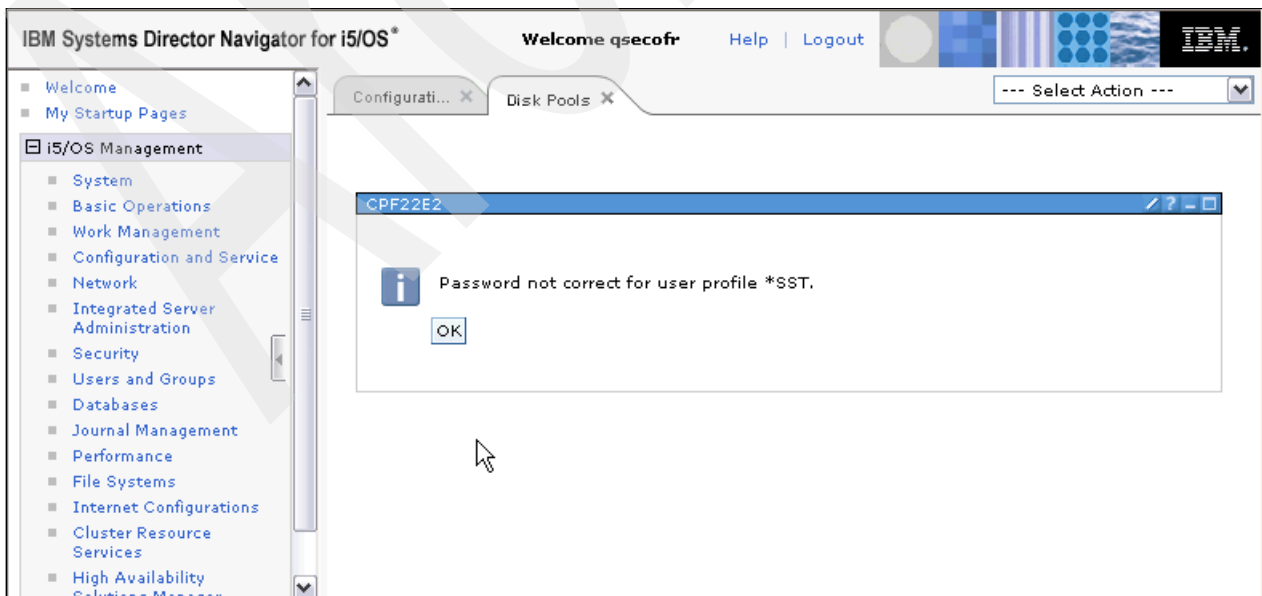 IBM Systems Director Navigator for i5/OS®
Welcome qsecofr
Help | Logout
IBM.
Welcome
My Startup Pages
i5/OS Management
System
Basic Operations
Work Management
Configuration and Service
Network
Integrated Server
Administration
Security
Users and Groups
Databases
Journal Management
Performance
File Systems
Internet Configurations
Cluster Resource
Services
High Availability
Solutions Manager
Configurati...
Disk Pools
--- Select Action ---
CPF22E2
Password not correct for user profile *SST.
OK